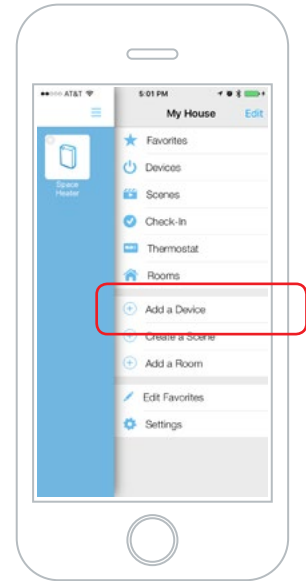 AT&T 5:01 PM
My House Edit
Space
Heater
Favorites
Devices
Scenes
Check-In
Thermostat
Rooms
Add a Device
Create a Scene
Add a Room
Edit Favorites
Settings